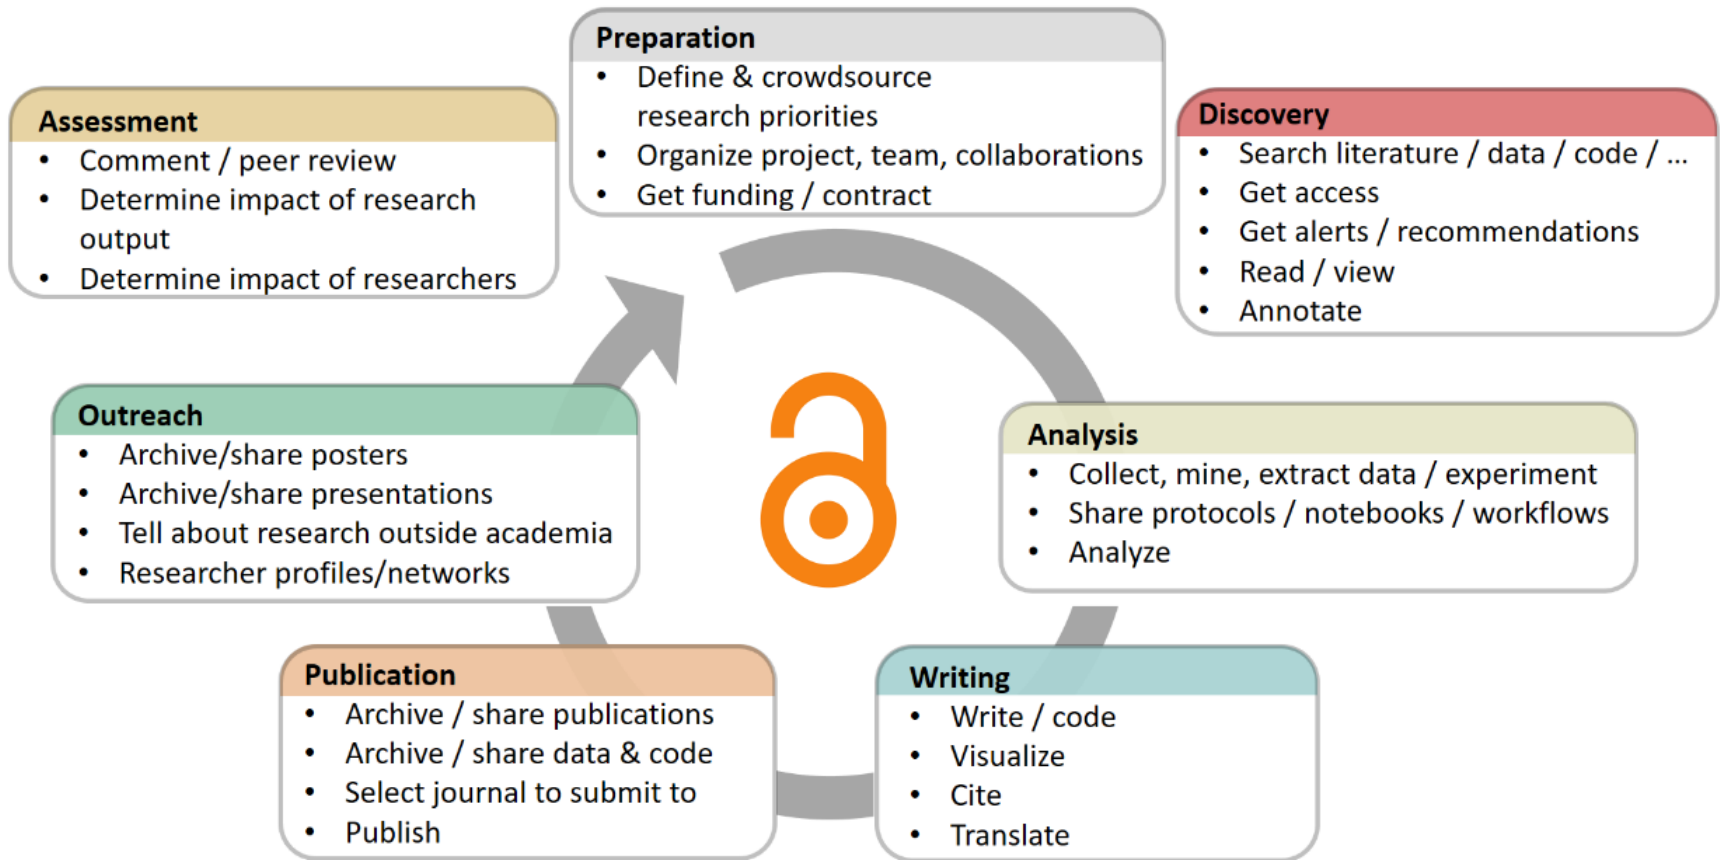 Preparation
• Define & crowdsource
research priorities
• Organize project, team, collaborations
• Get funding / contract
Discovery
• Search literature / data / code / ...
• Get access
• Get alerts / recommendations
• Read / view
• Annotate
Analysis
• Collect, mine, extract data / experiment
• Share protocols / notebooks / workflows
• Analyze
Writing
• Write / code
• Visualize
• Cite
• Translate
Publication
• Archive / share publications
• Archive / share data & code
• Select journal to submit to
• Publish
Outreach
• Archive/share posters
• Archive/share presentations
• Tell about research outside academia
• Researcher profiles/networks
Assessment
• Comment / peer review
• Determine impact of research
output
• Determine impact of researchers